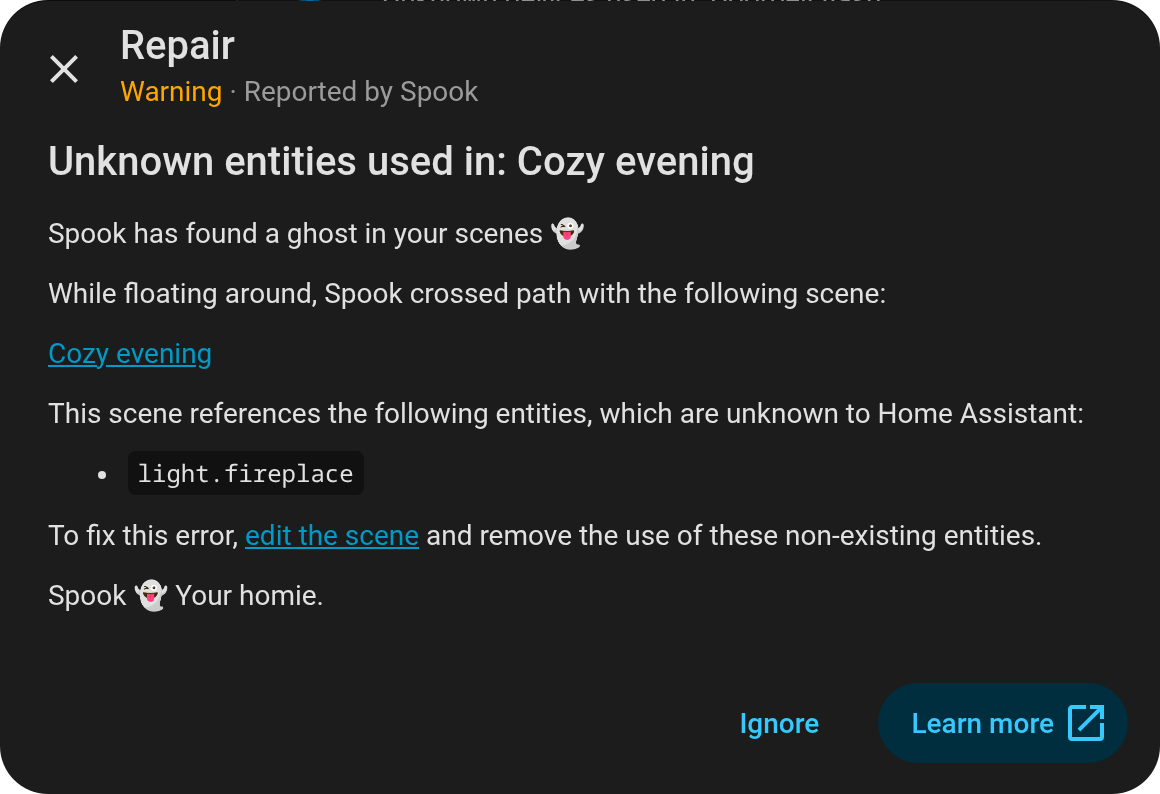 Repair
Warning · Reported by Spook
Unknown entities used in: Cozy evening
Spook has found a ghost in your scenes 👻
While floating around, Spook crossed path with the following scene:
Cozy evening
This scene references the following entities, which are unknown to Home Assistant:
• light.fireplace
To fix this error, edit the scene and remove the use of these non-existing entities.
Spook 👻 Your homie.
Ignore
Learn more